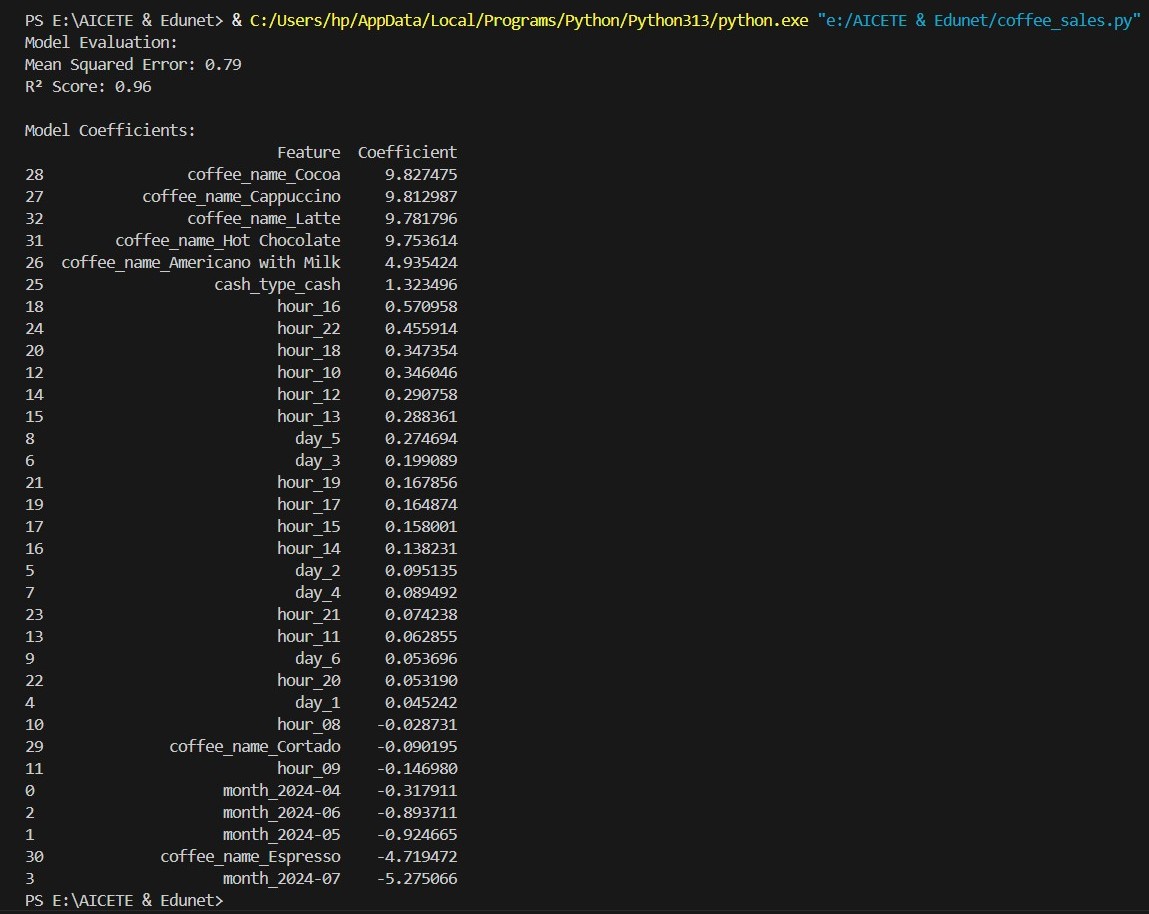 PS E:\AICETE & Edunet> & C:/Users/hp/AppData/Local/Programs/Python/Python313/python.exe "e:/AICETE & Edunet/coffee_sales.py"
Model Evaluation:
Mean Squared Error: 0.79
R² Score: 0.96
Model Coefficients:
Feature Coefficient
28 coffee_name_Cocoa 9.827475
27 coffee_name_Cappuccino 9.812987
32 coffee_name_Latte 9.781796
31 coffee_name_Hot Chocolate 9.753614
26 coffee_name_Americano with Milk 4.935424
25 cash_type_cash 1.323496
18 hour_16 0.570958
24 hour_22 0.455914
20 hour_18 0.347354
12 hour_10 0.346046
14 hour_12 0.290758
15 hour_13 0.288361
8 day_5 0.274694
6 day_3 0.199089
21 hour_19 0.167856
19 hour_17 0.164874
17 hour_15 0.158001
16 hour_14 0.138231
5 day_2 0.095135
7 day_4 0.089492
23 hour_21 0.074238
13 hour_11 0.062855
9 day_6 0.053696
22 hour_20 0.053190
4 day_1 0.045242
10 hour_08 -0.028731
29 coffee_name_Cortado -0.090195
11 hour_09 -0.146980
0 month_2024-04 -0.317911
2 month_2024-06 -0.893711
1 month_2024-05 -0.924665
30 coffee_name_Espresso -4.719472
3 month_2024-07 -5.275066
PS E:\AICETE & Edunet>